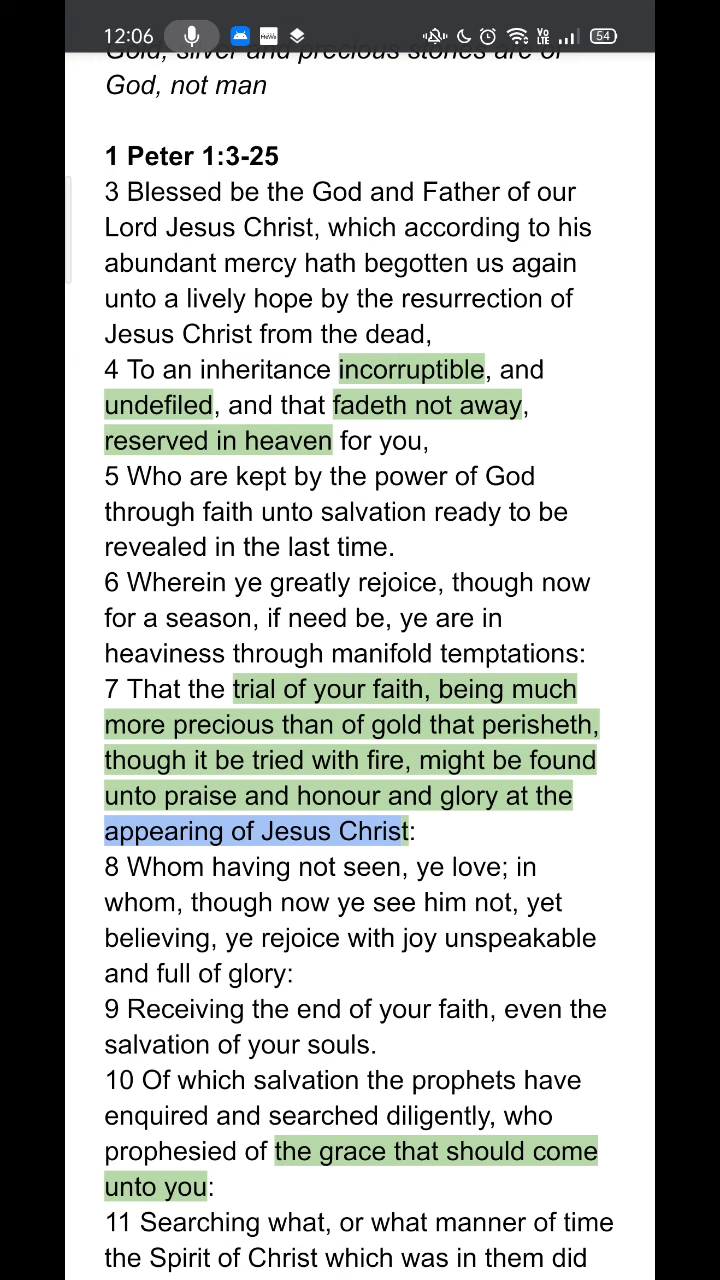 12:06
HeWo
Vo
LTE
54
Gold, silver and precious stones are of
God, not man
1 Peter 1:3-25
3 Blessed be the God and Father of our
Lord Jesus Christ, which according to his
abundant mercy hath begotten us again
unto a lively hope by the resurrection of
Jesus Christ from the dead,
4 To an inheritance incorruptible, and
undefiled, and that fadeth not away,
reserved in heaven for you,
5 Who are kept by the power of God
through faith unto salvation ready to be
revealed in the last time.
6 Wherein ye greatly rejoice, though now
for a season, if need be, ye are in
heaviness through manifold temptations:
7 That the trial of your faith, being much
more precious than of gold that perisheth,
though it be tried with fire, might be found
unto praise and honour and glory at the
appearing of Jesus Christ:
8 Whom having not seen, ye love; in
whom, though now ye see him not, yet
believing, ye rejoice with joy unspeakable
and full of glory:
9 Receiving the end of your faith, even the
salvation of your souls.
10 Of which salvation the prophets have
enquired and searched diligently, who
prophesied of the grace that should come
unto you:
11 Searching what, or what manner of time
the Spirit of Christ which was in them did